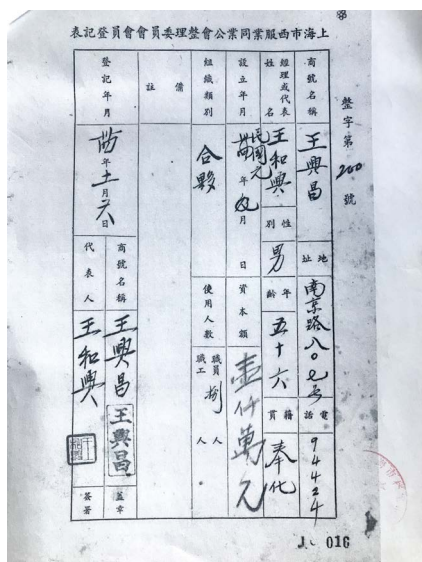 上海市西服業同業公會整理委員會會員登記表
整字第 200 號
商號名稱 王興昌 地址 南京路八〇七号 電話 94424
經理或代表姓名 王和興 性別 男 年齡 五十六 籍貫 奉化
設立年月 民國元年 月 日 資本額 壹仟萬元
組織類別 合夥 使用人數 職員 捌 人 職工 人
備註
登記年月 年十一月六日 商號名稱 王興昌 王興昌 蓋章
代表人 王和興 簽署
016